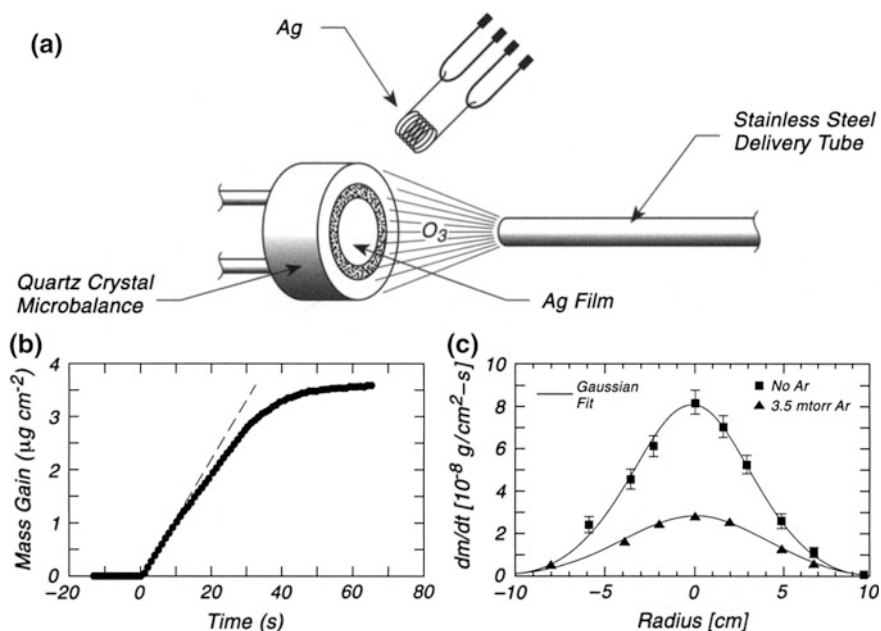 (a)
Ag
Stainless Steel
Delivery Tube
O3
Quartz Crystal
Microbalance
Ag Film
(b)
Mass Gain (μg cm-2)
4
3
2
1
0
-20
0
20
40
60
80
Time (s)
(c)
dm/dt [10-8 g/cm2-s]
10
8
6
4
2
0
Gaussian
Fit
No Ar
3.5 mtorr Ar
-10
-5
0
5
10
Radius [cm]